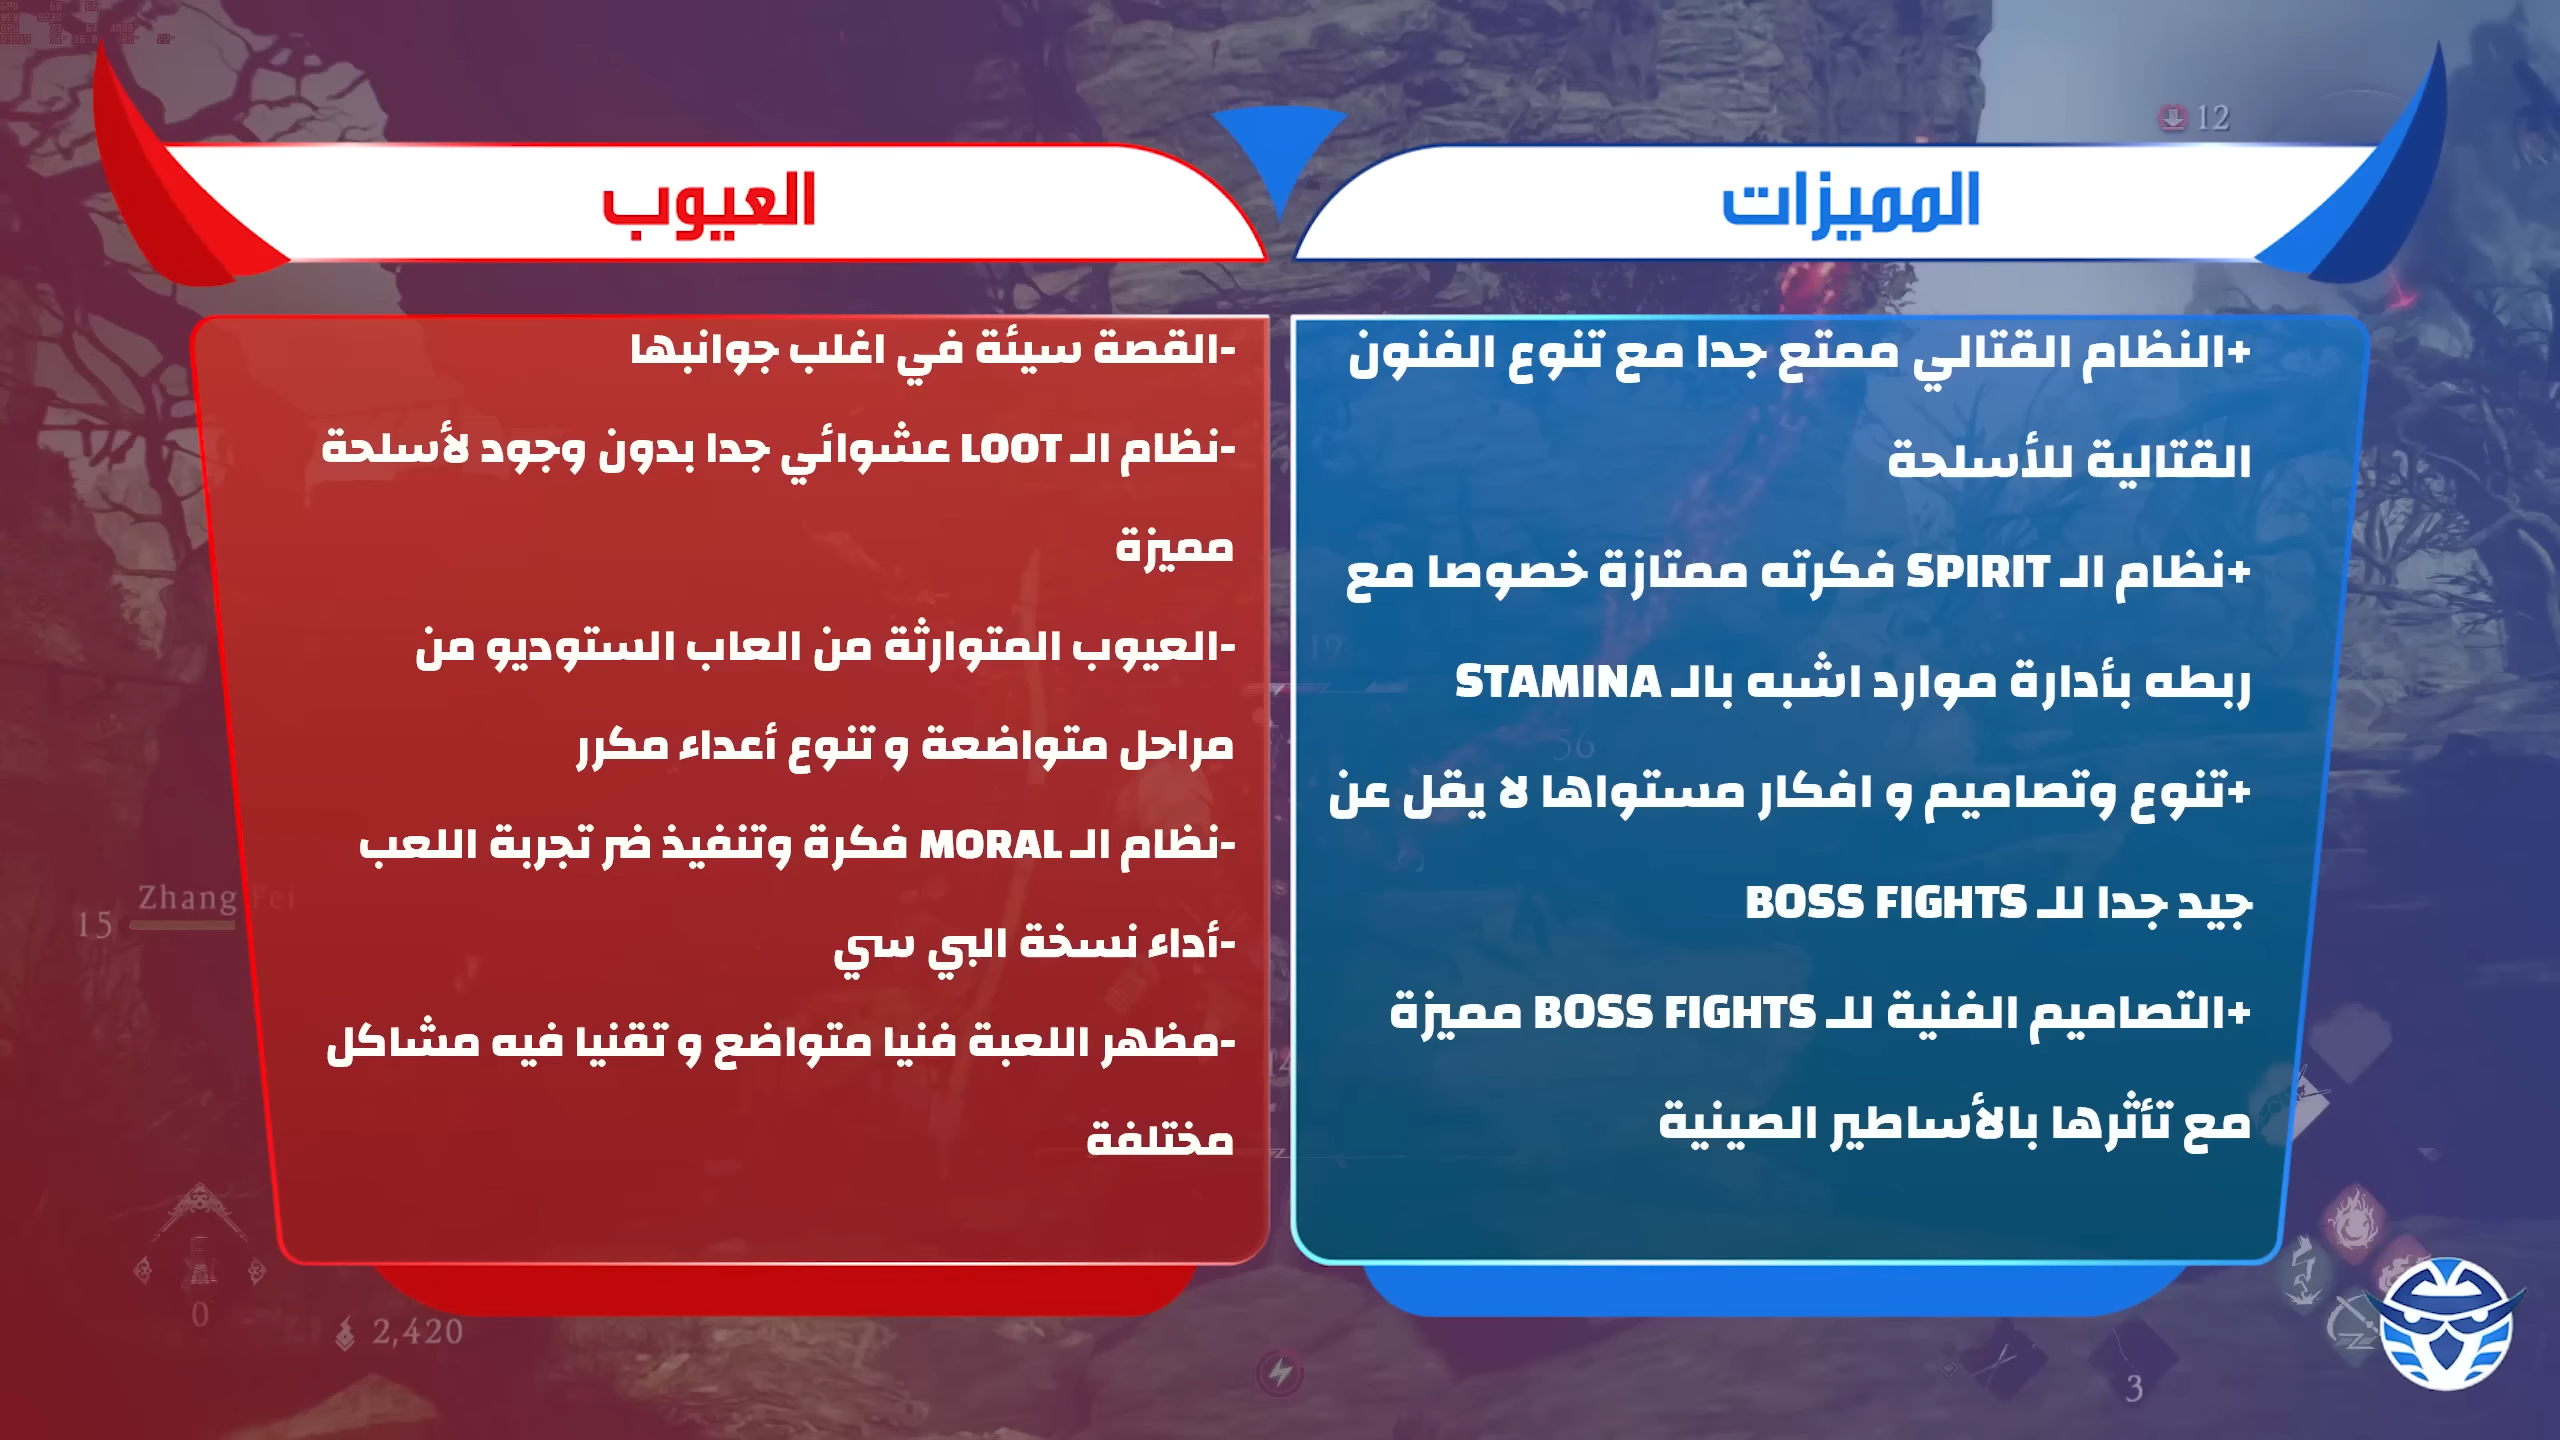 المميزات
+النظام القتالي ممتع جدا مع تنوع الفنون
القتالية للأسلحة
+نظام الـ SPIRIT فكرته ممتازة خصوصا مع
ربطه بأدارة موارد اشبه بالـ STAMINA
+تنوع وتصاميم و افكار مستواها لا يقل عن
جيد جدا للـ BOSS FIGHTS
+التصاميم الفنية للـ BOSS FIGHTS مميزة
مع تأثرها بالأساطير الصينية
العيوب
-القصة سيئة في اغلب جوانبها
-نظام الـ LOOT عشوائي جدا بدون وجود لأسلحة
مميزة
-العيوب المتوارثة من العاب الستوديو من
مراحل متواضعة و تنوع أعداء مكرر
-نظام الـ MORAL فكرة وتنفيذ ضر تجربة اللعب
-أداء نسخة البي سي
-مظهر اللعبة فنيا متواضع و تقنيا فيه مشاكل
مختلفة
12
19
56
Zhang Fei
15
0
2,420
3